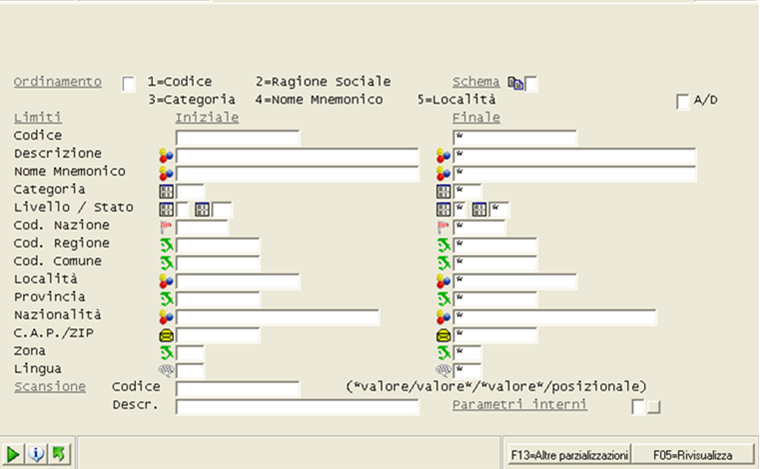 Ordinamento 1=Codice 2=Ragione Sociale Schema
3=Categoria 4=Nome Mnemonico 5=Località A/D
Limiti Iniziale Finale
Codice "
Descrizione "
Nome Mnemonico "
Categoria "
Livello / Stato " "
Cod. Nazione "
Cod. Regione "
Cod. Comune "
Località "
Provincia "
Nazionalità "
C.A.P./ZIP "
Zona "
Lingua "
Scansione Codice (*valore/valore*/*valore*/posizionale)
Descr. Parametri interni
F13=Altre parzializzazioni F05=Rivisualizza